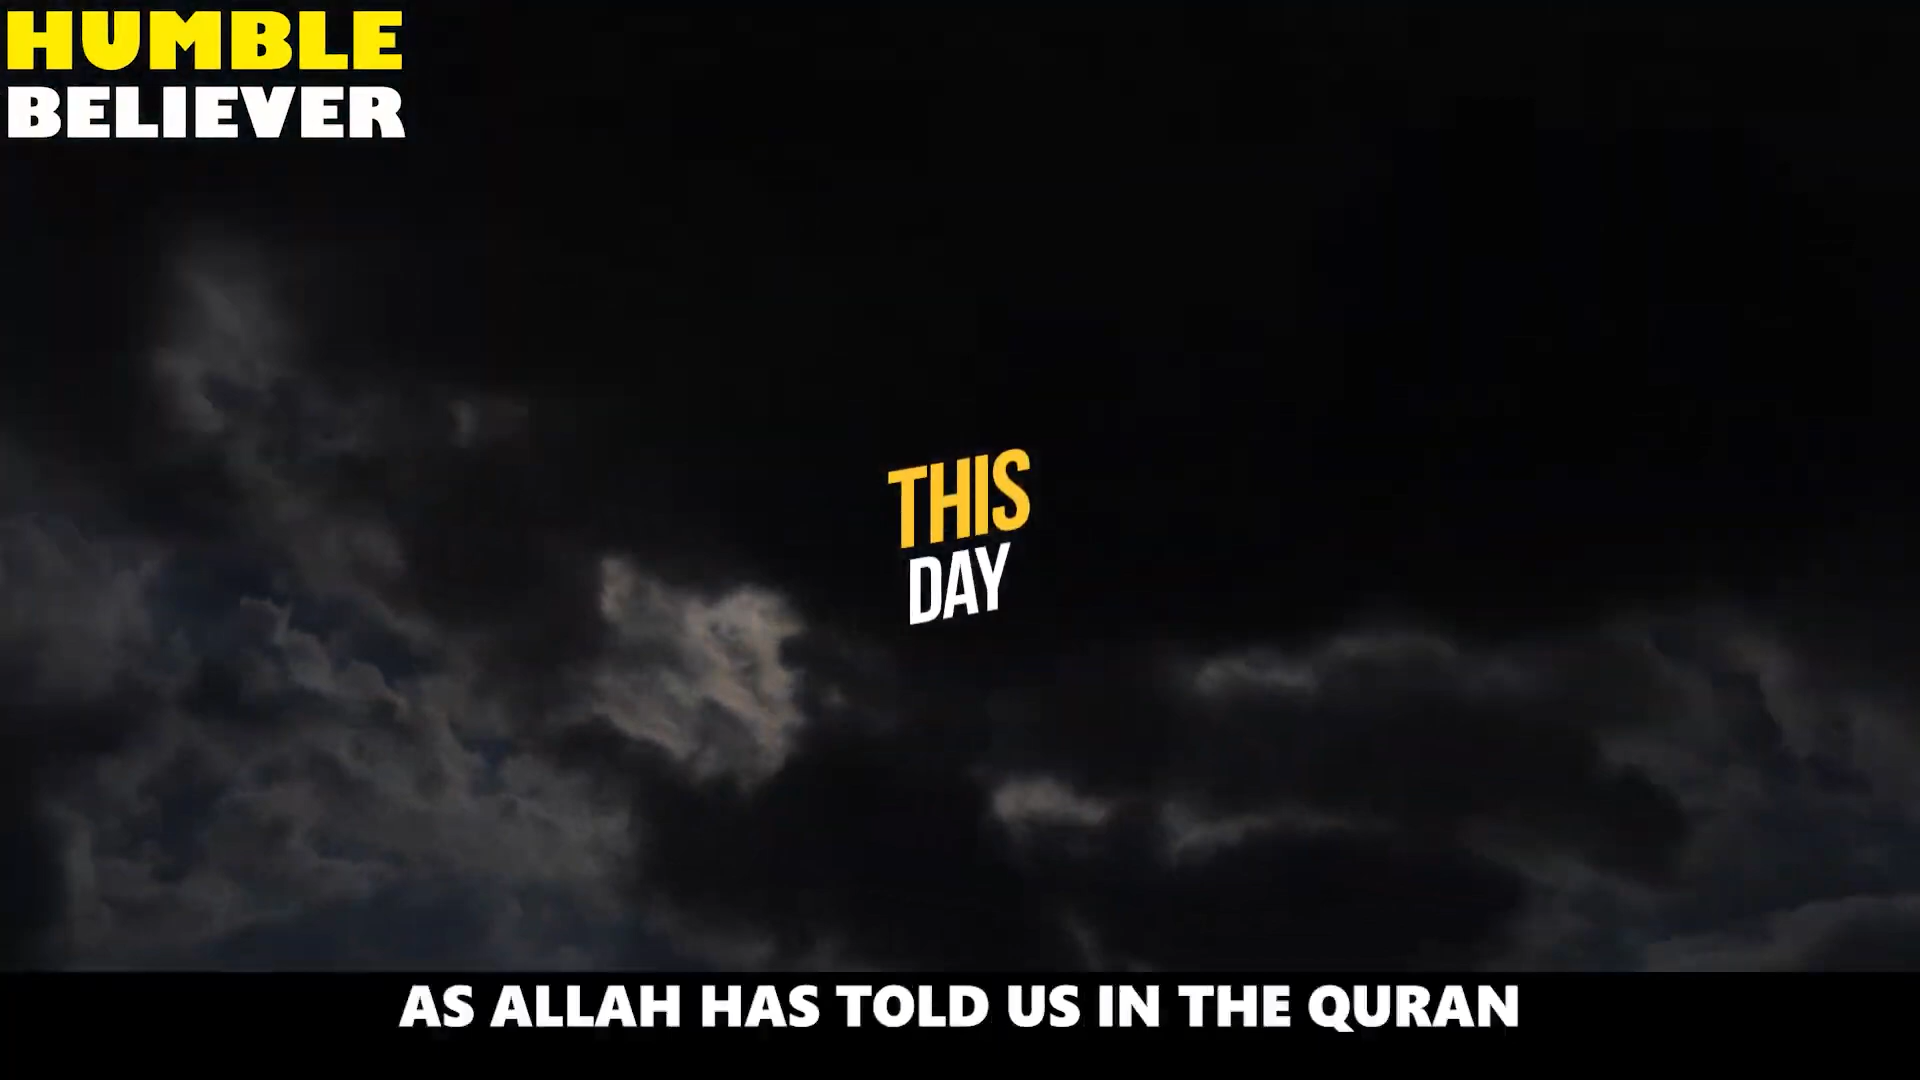 HUMBLE
BELIEVER
THIS
DAY
AS ALLAH HAS TOLD US IN THE QURAN